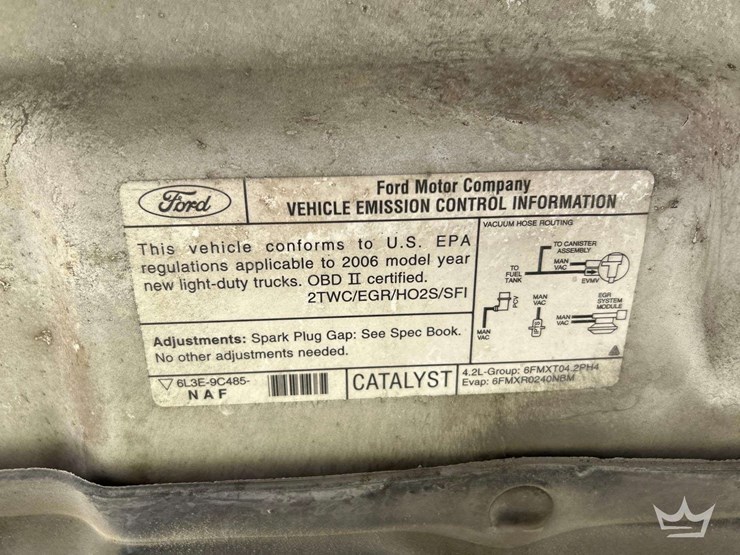 Ford
Ford Motor Company
VEHICLE EMISSION CONTROL INFORMATION
This vehicle conforms to U.S. EPA
regulations applicable to 2006 model year
new light-duty trucks. OBD II certified.
2TWC/EGR/HO2S/SFI
Adjustments: Spark Plug Gap: See Spec Book.
No other adjustments needed.
VACUUM HOSE ROUTING
TO CANISTER
ASSEMBLY
MAN
VAC
TO
FUEL
TANK
EVMV
PCV
MAN
VAC
EGR
SYSTEM
MODULE
MAN
VAC
MAN
VAC
6L3E-9C485-
NAF
CATALYST
4.2L-Group: 6FMXT04.2PH4
Evap: 6FMXR0240NBM